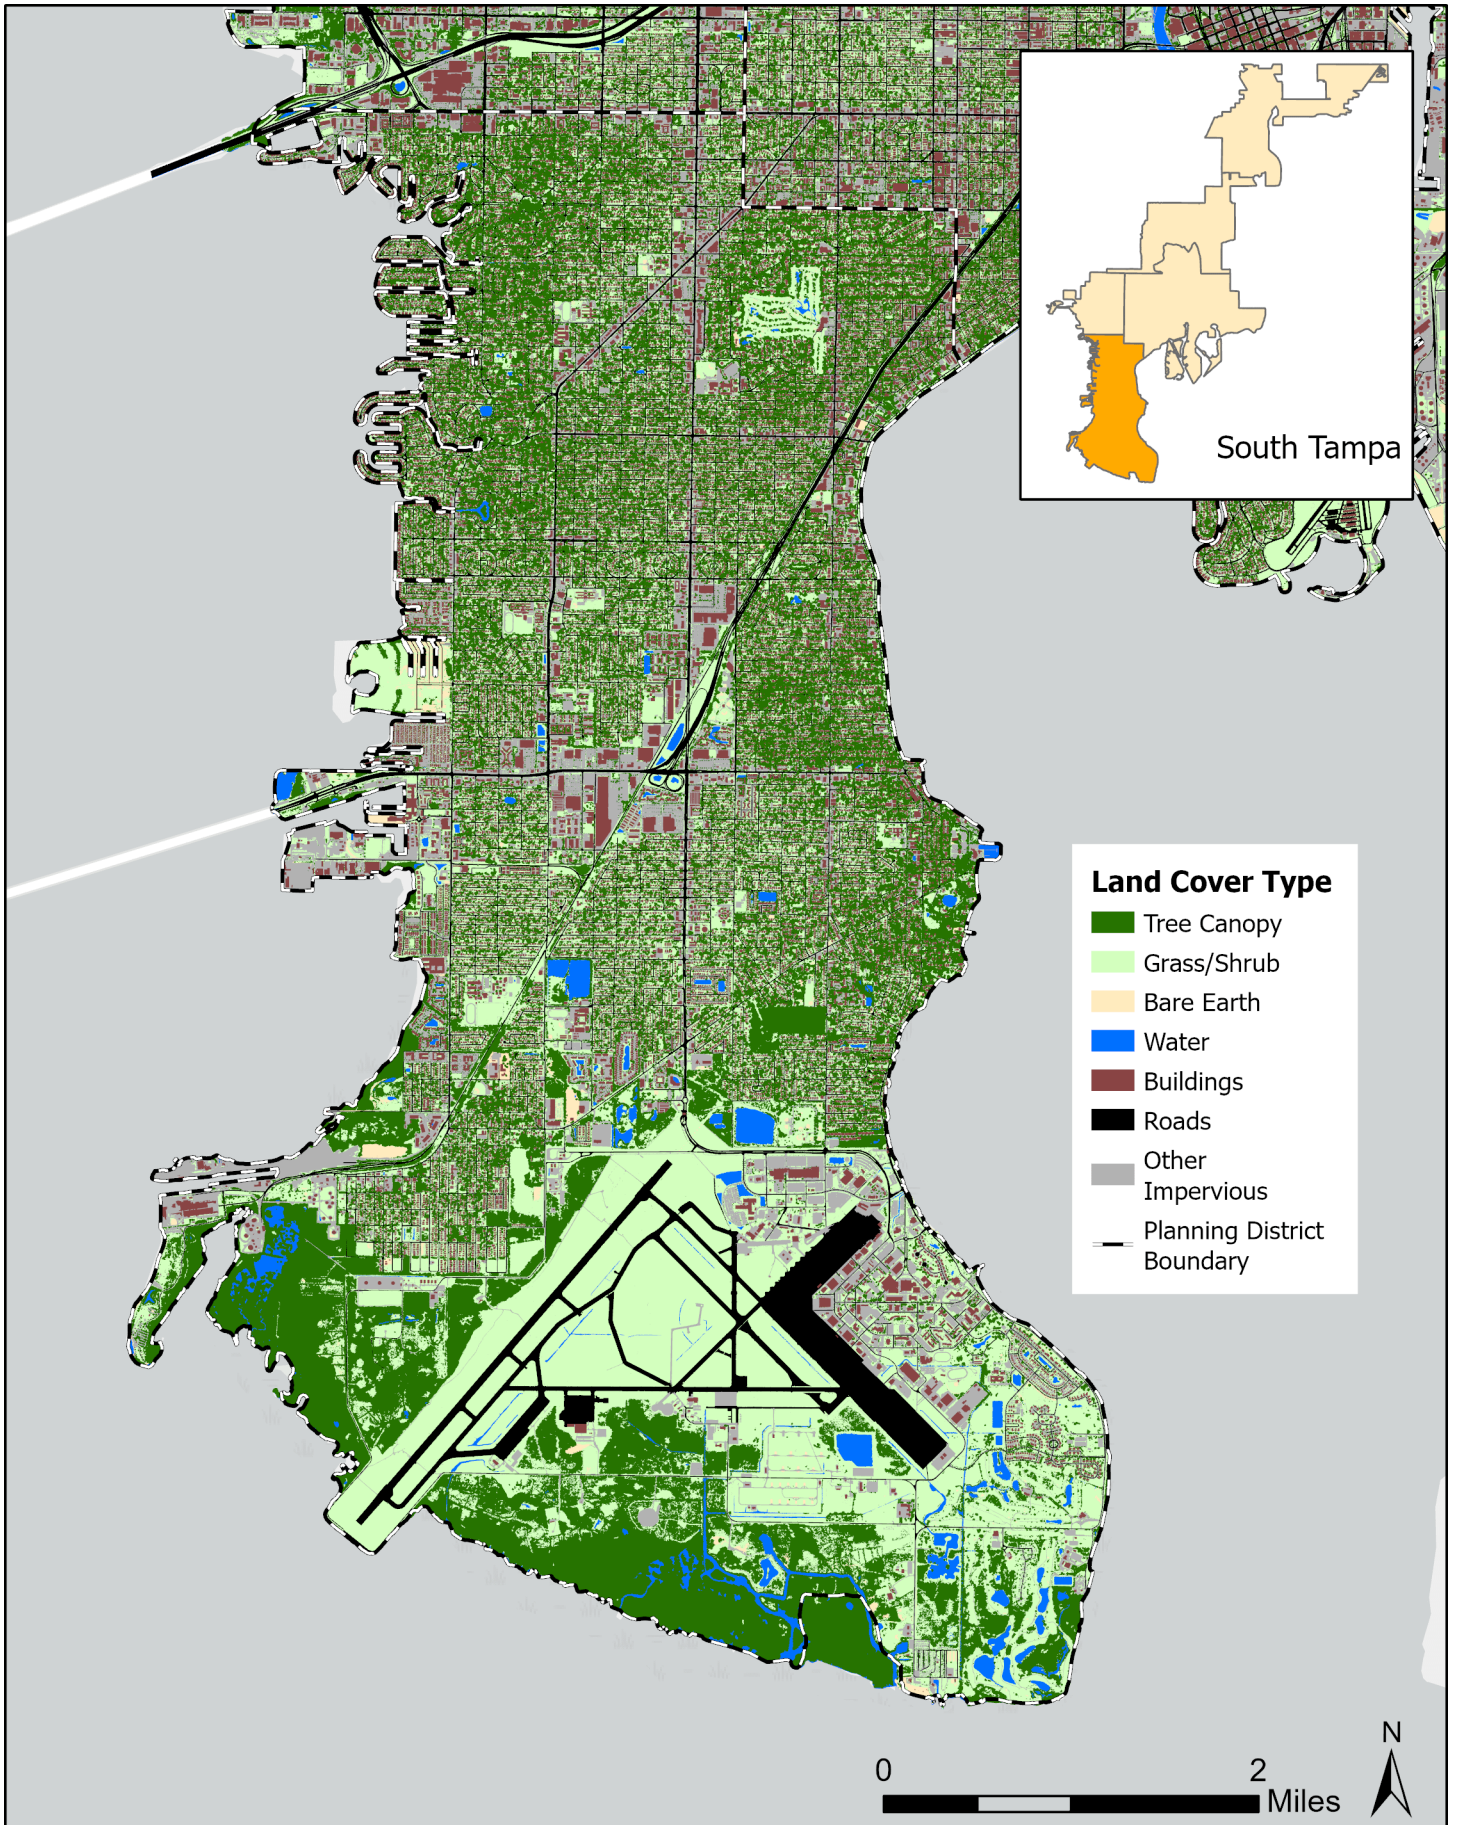 South Tampa
Land Cover Type
Tree Canopy
Grass/Shrub
Bare Earth
Water
Buildings
Roads
Other
Impervious
Planning District
Boundary
N
0 2
Miles